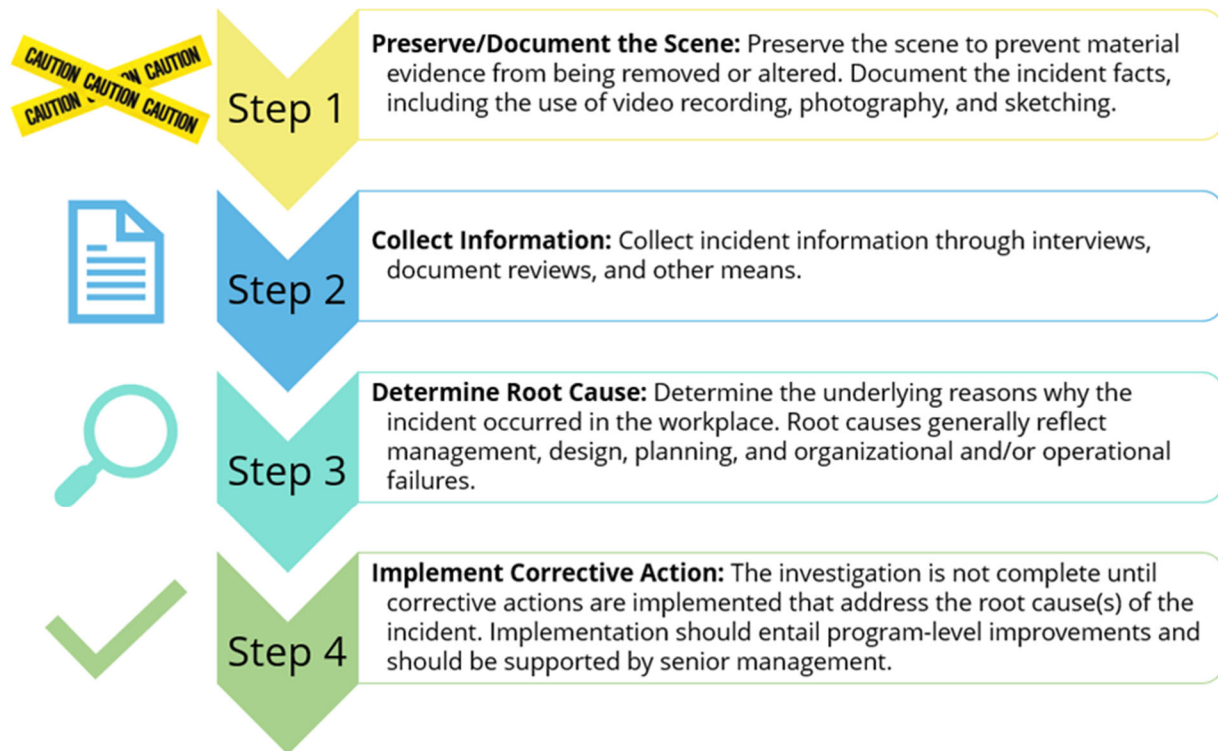 CAUTION CAUTION
CAUTION CAUTION
CAUTION CAUTION
Step 1
Preserve/Document the Scene: Preserve the scene to prevent material
evidence from being removed or altered. Document the incident facts,
including the use of video recording, photography, and sketching.
Step 2
Collect Information: Collect incident information through interviews,
document reviews, and other means.
Step 3
Determine Root Cause: Determine the underlying reasons why the
incident occurred in the workplace. Root causes generally reflect
management, design, planning, and organizational and/or operational
failures.
Step 4
Implement Corrective Action: The investigation is not complete until
corrective actions are implemented that address the root cause(s) of the
incident. Implementation should entail program-level improvements and
should be supported by senior management.